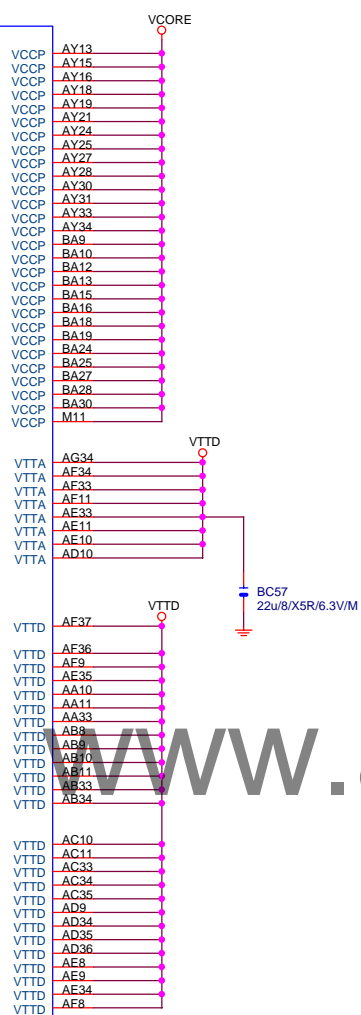 VCORE
VCCP AY13
VCCP AY15
VCCP AY16
VCCP AY18
VCCP AY19
VCCP AY21
VCCP AY24
VCCP AY25
VCCP AY27
VCCP AY28
VCCP AY30
VCCP AY31
VCCP AY33
VCCP AY34
VCCP BA9
VCCP BA10
VCCP BA12
VCCP BA13
VCCP BA15
VCCP BA16
VCCP BA18
VCCP BA19
VCCP BA24
VCCP BA25
VCCP BA27
VCCP BA28
VCCP BA30
VCCP M11
VTTD
VTTA AG34
VTTA AF34
VTTA AF33
VTTA AF11
VTTA AE33
VTTA AE11
VTTA AE10
VTTA AD10
BC57
22u/8/X5R/6.3V/M
VTTD
VTTD AF37
VTTD AF36
VTTD AF9
VTTD AE35
VTTD AA10
VTTD AA11
VTTD AA33
VTTD AB8
VTTD AB9
VTTD AB10
VTTD AB11
VTTD AB33
VTTD AB34
www.
VTTD AC10
VTTD AC11
VTTD AC33
VTTD AC34
VTTD AC35
VTTD AD9
VTTD AD34
VTTD AD35
VTTD AD36
VTTD AE8
VTTD AE9
VTTD AE34
VTTD AF8